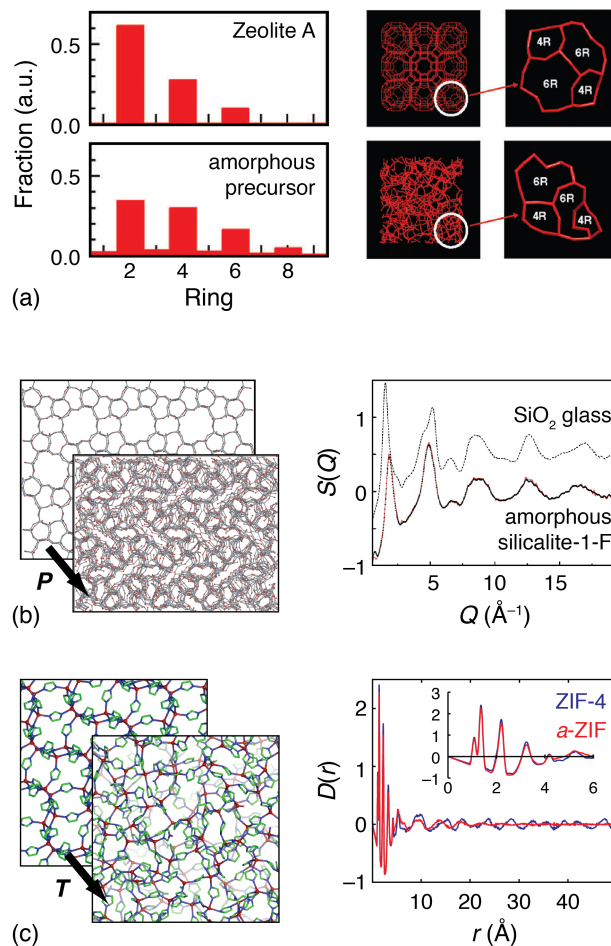 Zeolite A
0.5
0.0
amorphous
precursor
0.5
0.0
2 4 6 8
Ring
Fraction (a.u.)
4R
6R
6R
4R
6R
6R
4R
4R
(a)
P
(b)
SiO2 glass
amorphous
silicalite-1-F
1
0
−1
S(Q)
5 10 15
Q (Å−1)
T
(c)
ZIF-4
a-ZIF
2
1
0
−1
D(r)
3
2
1
0
−1
0 2 4 6
10 20 30 40
r (Å)